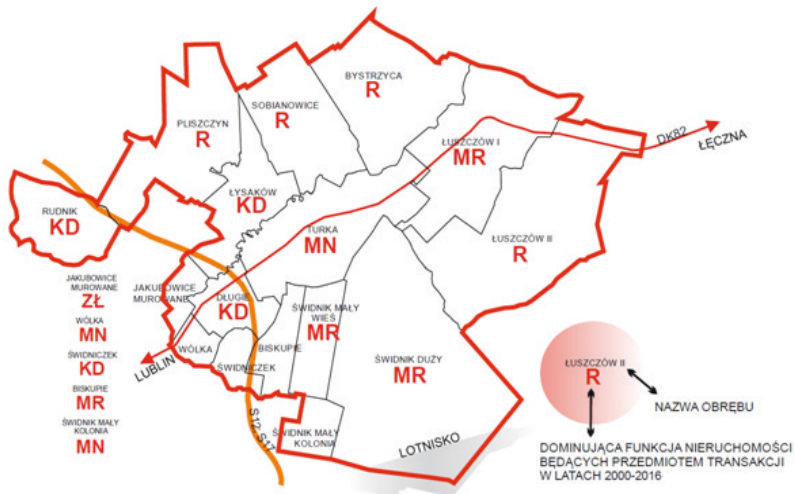 BYSTRZYCA
R
SOBIANOWICE
R
PLISZCZYN
R
ŁUSZCZÓW I
MR
DK82
ŁĘCZNA
ŁYSAKÓW
KD
RUDNIK
KD
TURKA
MN
ŁUSZCZÓW II
R
JAKUBOWICE
MUROWANE
ZŁ
WÓLKA
MN
ŚWIDNICZEK
KD
BISKUPIE
MR
ŚWIDNIK MAŁY
KOLONIA
MN
JAKUBOWICE
MUROWANE
DŁUGIE
KD
ŚWIDNIK MAŁY
WIEŚ
MR
WÓLKA
BISKUPIE
ŚWIDNICZEK
LUBLIN
ŚWIDNIK DUŻY
MR
S12, S17
ŚWIDNIK MAŁY
KOLONIA
LOTNISKO
ŁUSZCZÓW II
R
NAZWA OBRĘBU
DOMINUJĄCA FUNKCJA NIERUCHOMOŚCI
BĘDĄCYCH PRZEDMIOTEM TRANSAKCJI
W LATACH 2000-2016